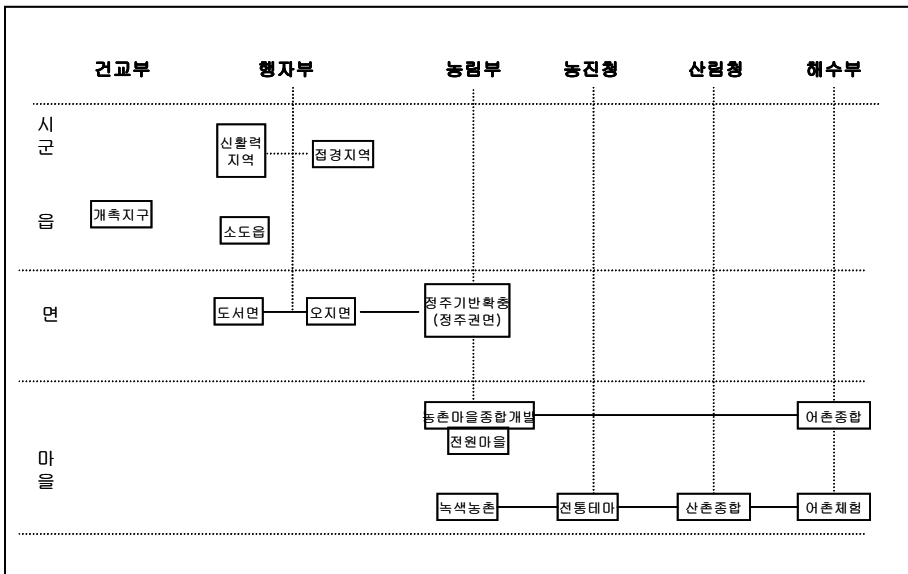 건교부 행자부 농림부 농진청 산림청 해수부
시
군
신활력
지역
접경지역
읍
개촉지구
소도읍
면
도서면
오지면
정주기반확충
(정주권면)
농촌마을종합개발
어촌종합
전원마을
마
을
녹색농촌
전통테마
산촌종합
어촌체험